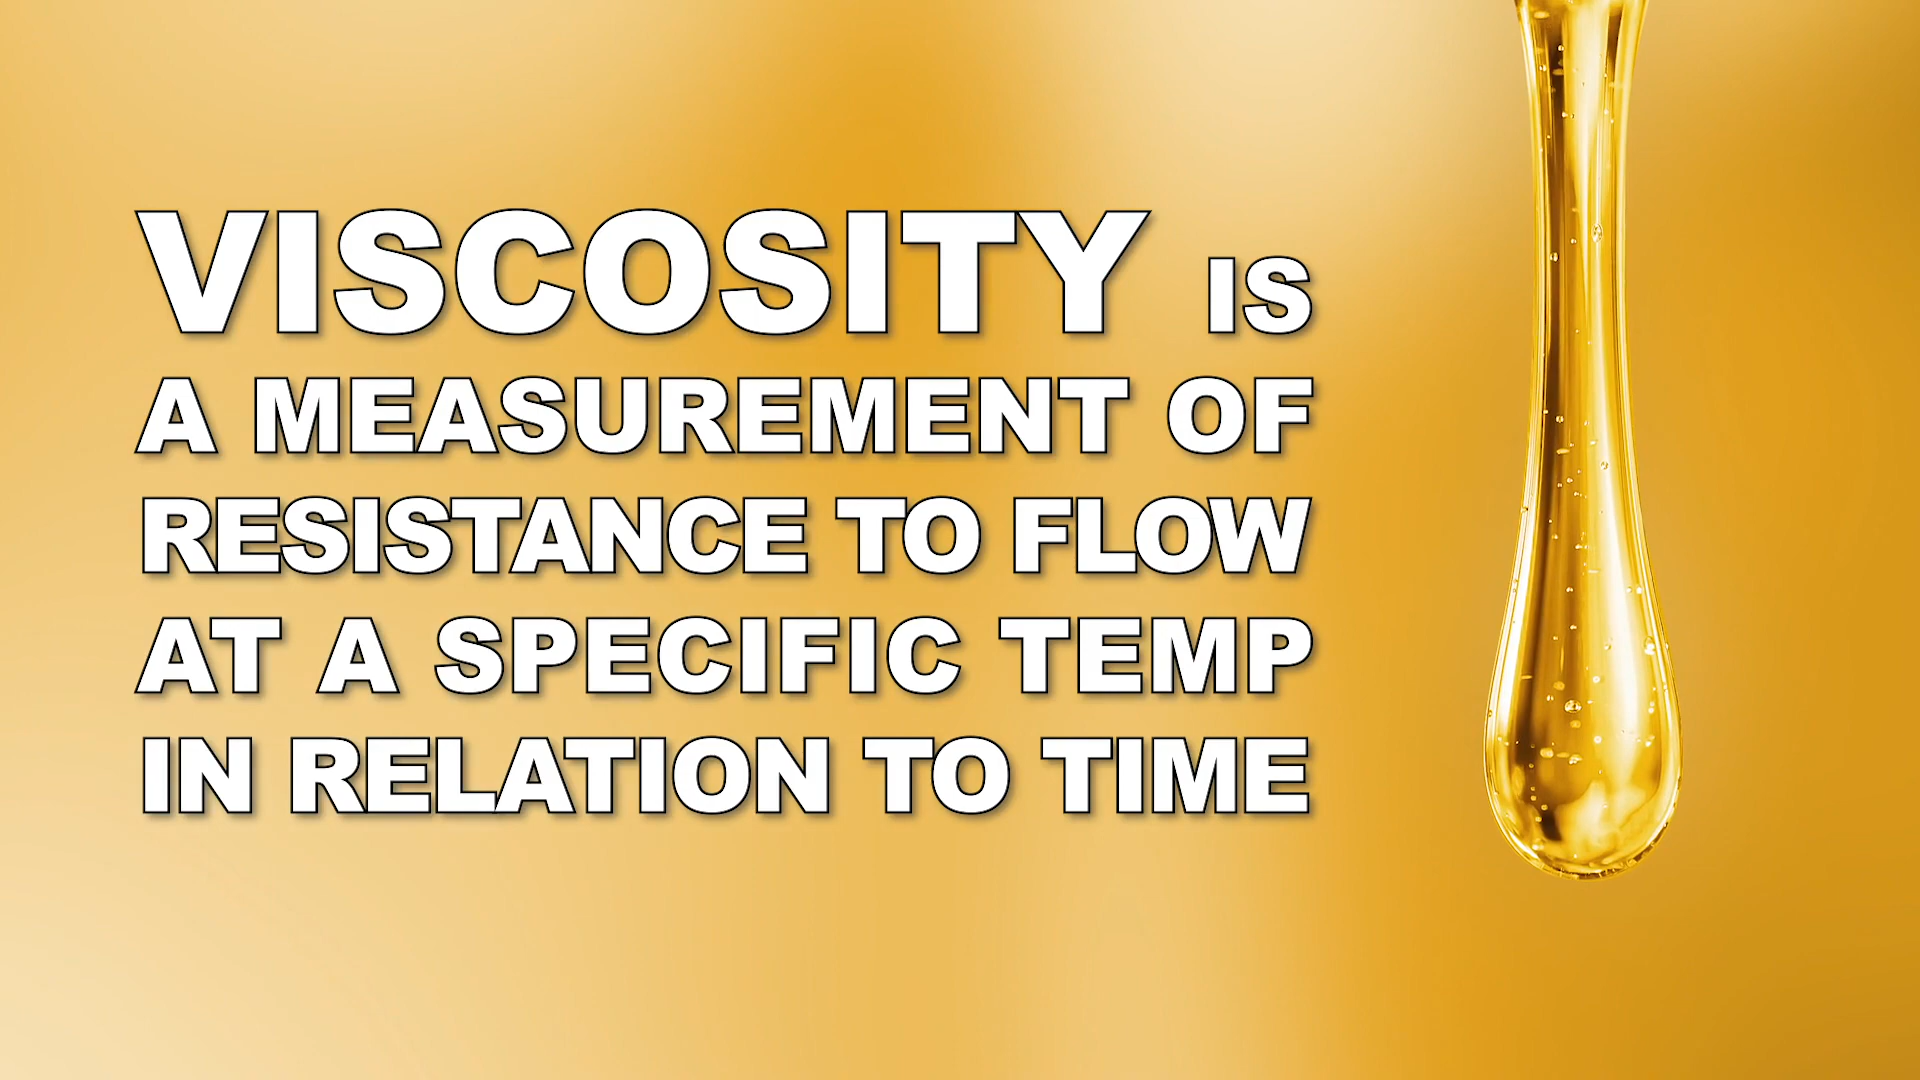 VISCOSITY IS
A MEASUREMENT OF
RESISTANCE TO FLOW
AT A SPECIFIC TEMP
IN RELATION TO TIME